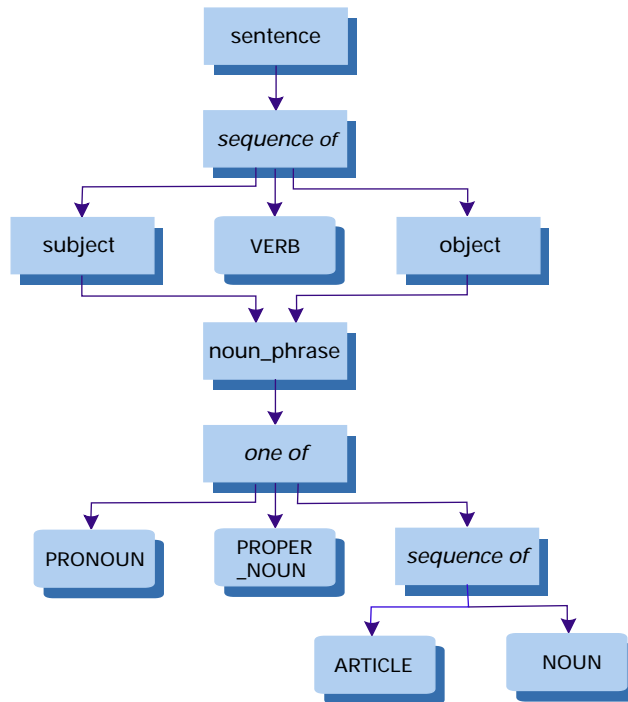 sentence
sequence of
subject
VERB
object
noun_phrase
one of
PRONOUN
PROPER
_NOUN
sequence of
ARTICLE
NOUN